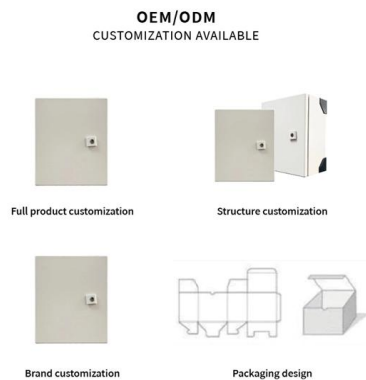 OEM/ODM
CUSTOMIZATION AVAILABLE
Full product customization
Structure customization
Brand customization
Packaging design